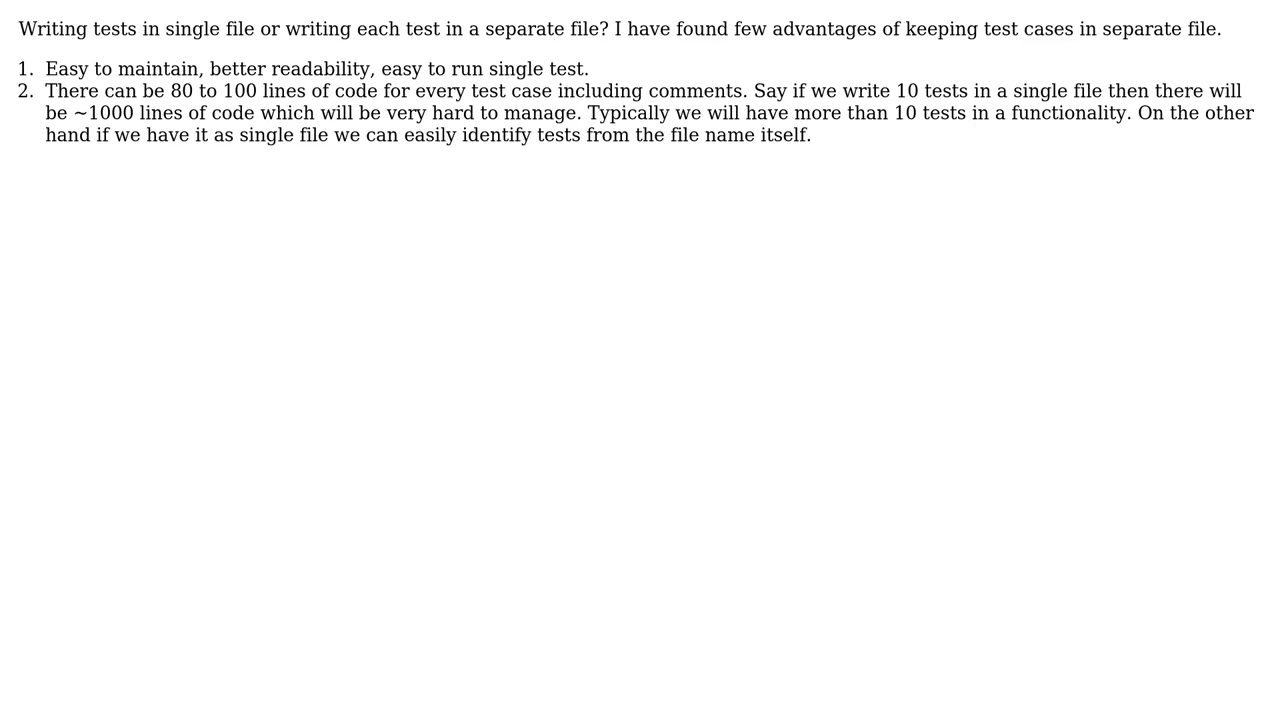 Writing tests in single file or writing each test in a separate file? I have found few advantages of keeping test cases in separate file.
1. Easy to maintain, better readability, easy to run single test.
2. There can be 80 to 100 lines of code for every test case including comments. Say if we write 10 tests in a single file then there will
be ~1000 lines of code which will be very hard to manage. Typically we will have more than 10 tests in a functionality. On the other
hand if we have it as single file we can easily identify tests from the file name itself.